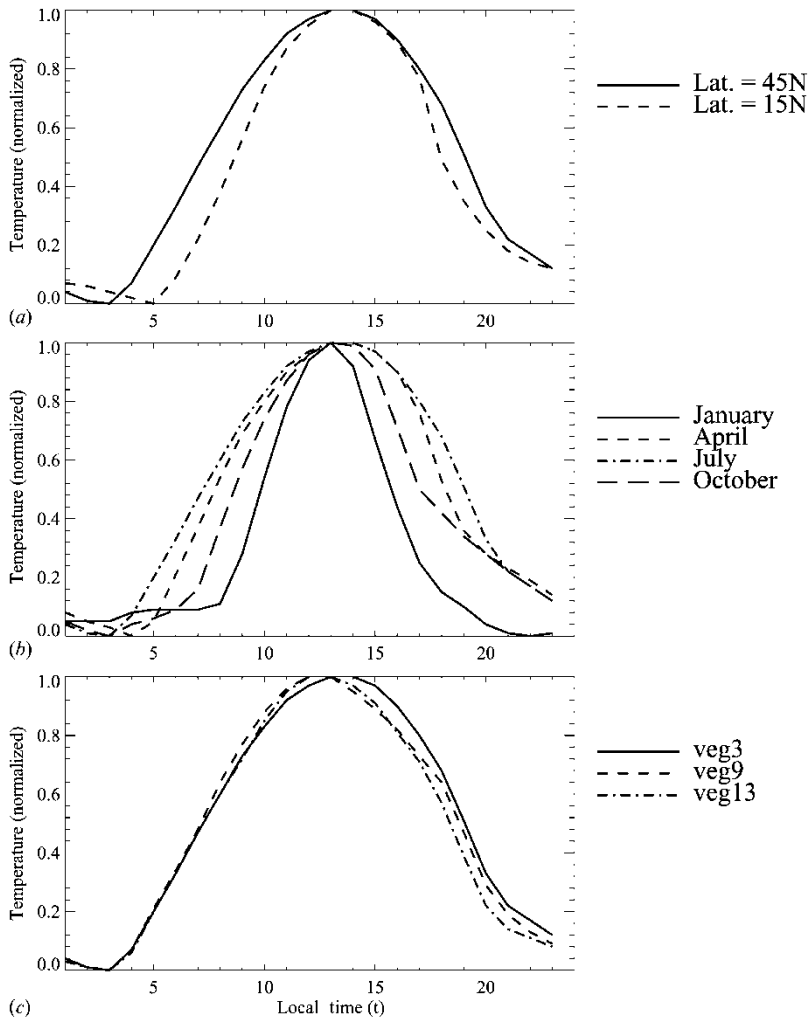 1.0
0.8
0.6
0.4
0.2
0.0
Temperature (normalized)
5 10 15 20
(a)
Lat. = 45N
Lat. = 15N
1.0
0.8
0.6
0.4
0.2
0.0
Temperature (normalized)
5 10 15 20
(b)
January
April
July
October
1.0
0.8
0.6
0.4
0.2
0.0
Temperature (normalized)
5 10 15 20
(c)
Local time (t)
veg3
veg9
veg13